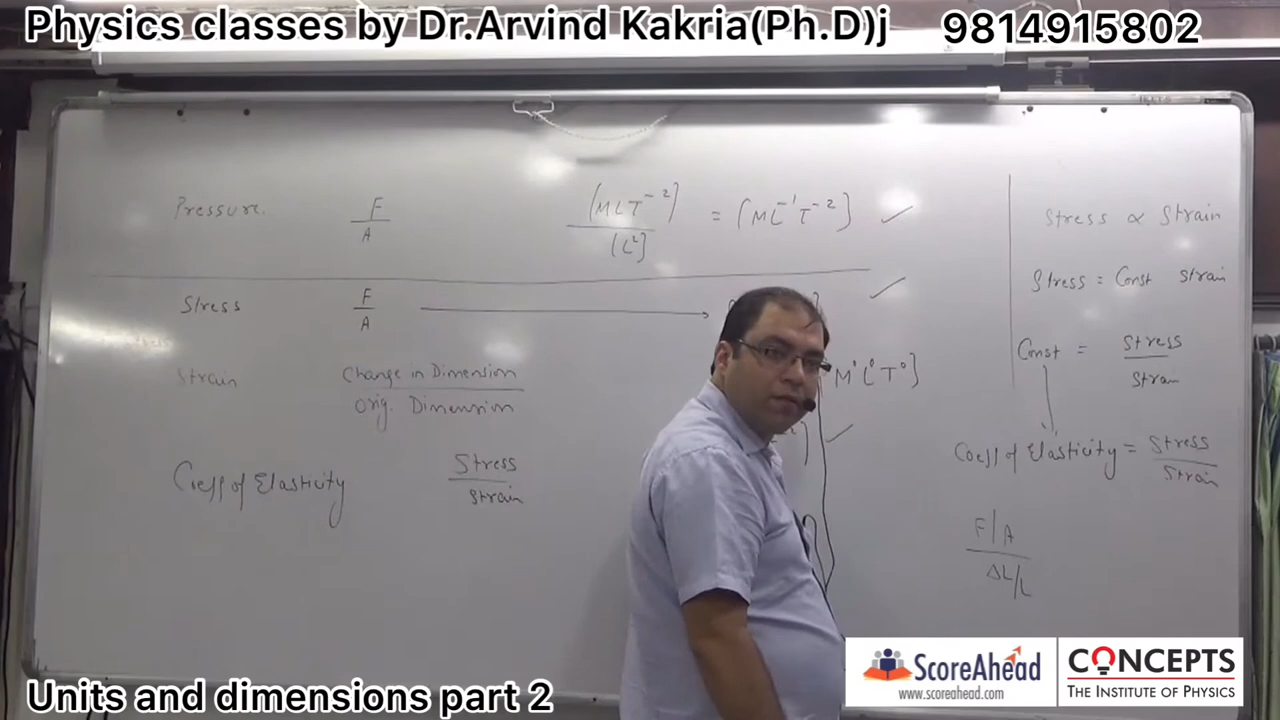 Physics classes by Dr.Arvind Kakria(Ph.D)j 9814915802
Pressure. F/A (MLT⁻²)/(L²) = (ML⁻¹T⁻²]
Stress F/A
Strain Change in Dimension / Orig. Dimension M⁰L⁰T⁰]
Coeff of Elasticity Stress/Strain
Stress ∝ Strain
Stress = Const Strain
Const = Stress/Strain
Coeff of Elasticity = Stress/Strain
F/A
ΔL/L
ScoreAhead
www.scoreahead.com
CONCEPTS
THE INSTITUTE OF PHYSICS
Units and dimensions part 2